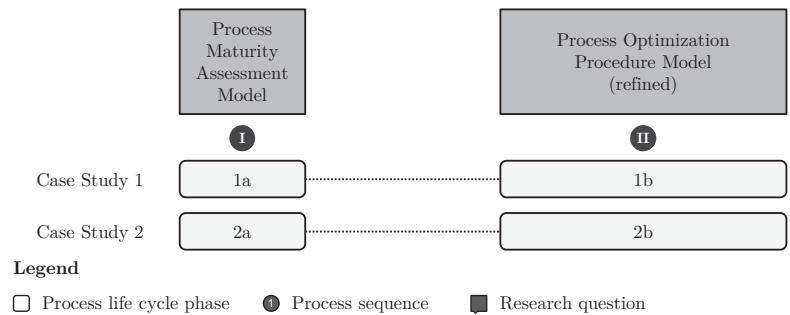 Process
Maturity
Assessment
Model
Process Optimization
Procedure Model
(refined)
I
II
Case Study 1
1a
1b
Case Study 2
2a
2b
Legend
Process life cycle phase
1 Process sequence
Research question